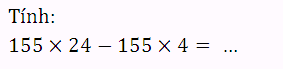 Tính:
155 × 24 − 155 × 4 = ...